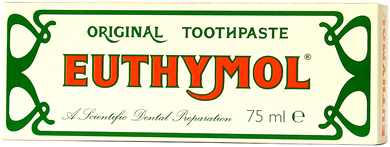 ORIGINAL TOOTHPASTE
EUTHYMOL®
A Scientific Dental Preparation 75 ml ℮